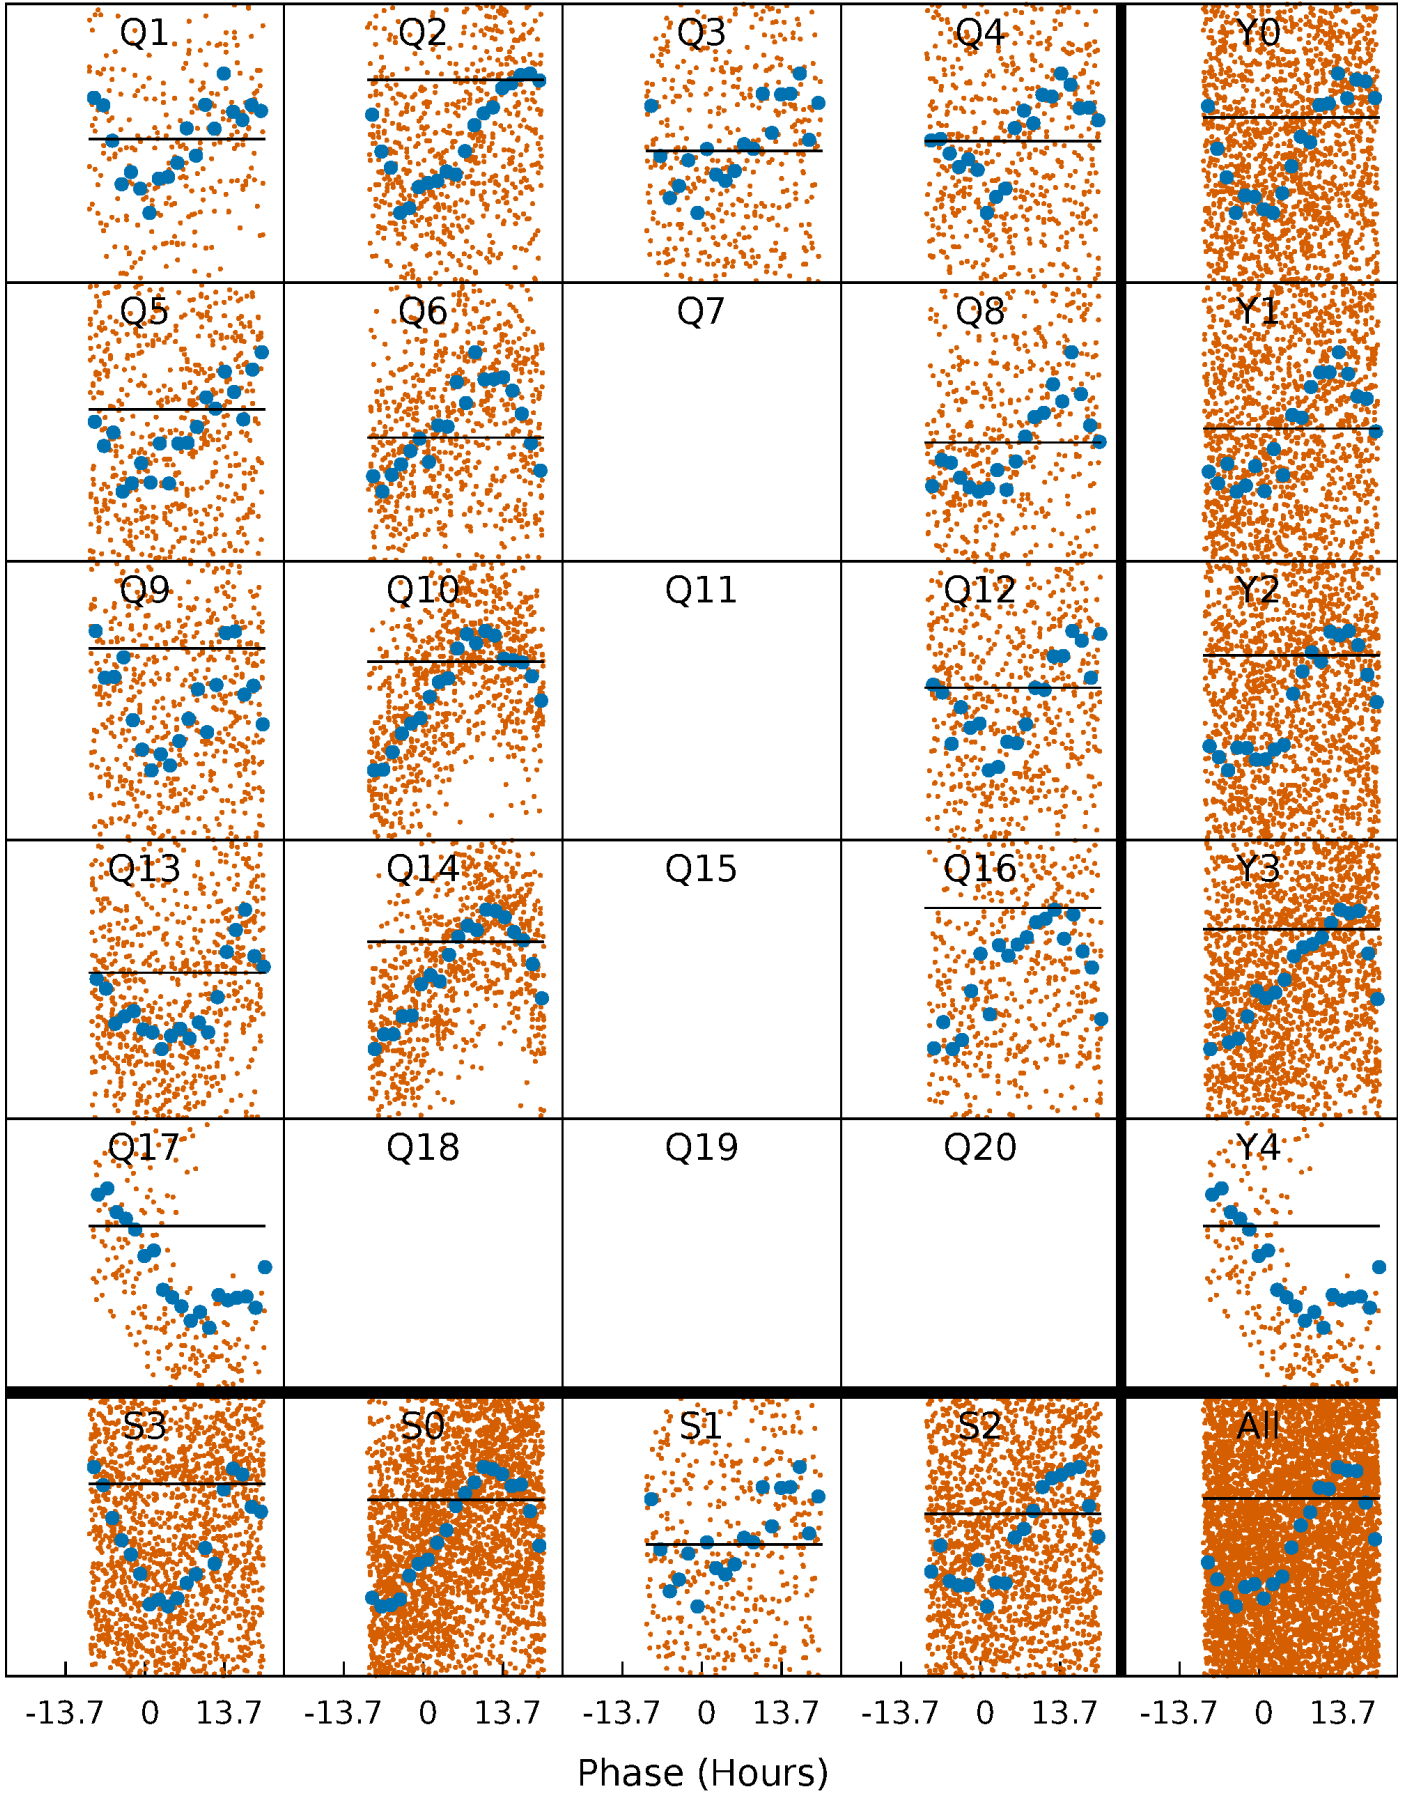 Q1 Q2 Q3 Q4 Y0
Q5 Q6 Q7 Q8 Y1
Q9 Q10 Q11 Q12 Y2
Q13 Q14 Q15 Q16 Y3
Q17 Q18 Q19 Q20 Y4
S3 S0 S1 S2 All
-13.7 0 13.7 -13.7 0 13.7 -13.7 0 13.7 -13.7 0 13.7 -13.7 0 13.7
Phase (Hours)